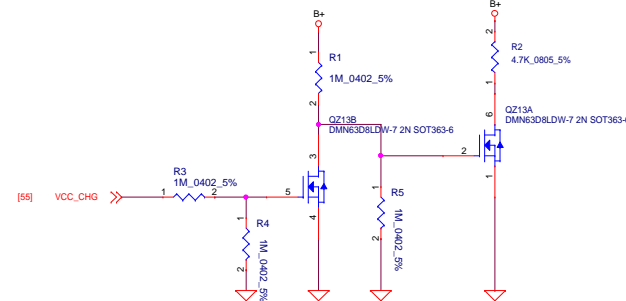 B+
B+
1
R1
1M_0402_5%
2
2
R2
4.7K_0805_5%
1
QZ13B
DMN63D8LDW-7 2N SOT363-6
3
6
QZ13A
DMN63D8LDW-7 2N SOT363-6
2
1
R3
1M_0402_5%
[55]
VCC_CHG
1
2
5
4
1
R5
1M_0402_5%
2
1
R4
1M_0402_5%
2